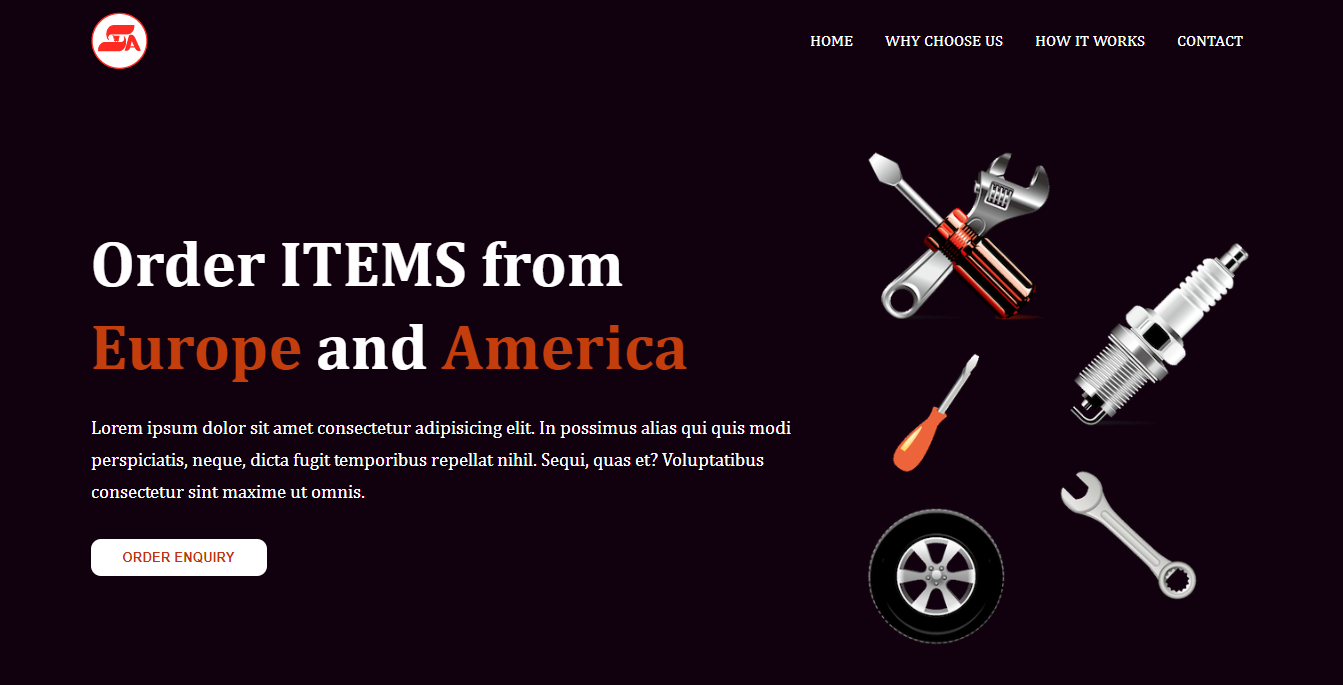 HOME
WHY CHOOSE US
HOW IT WORKS
CONTACT
Order ITEMS from
Europe and America
Lorem ipsum dolor sit amet consectetur adipisicing elit. In possimus alias qui quis modi
perspiciatis, neque, dicta fugit temporibus repellat nihil. Sequi, quas et? Voluptatibus
consectetur sint maxime ut omnis.
ORDER ENQUIRY